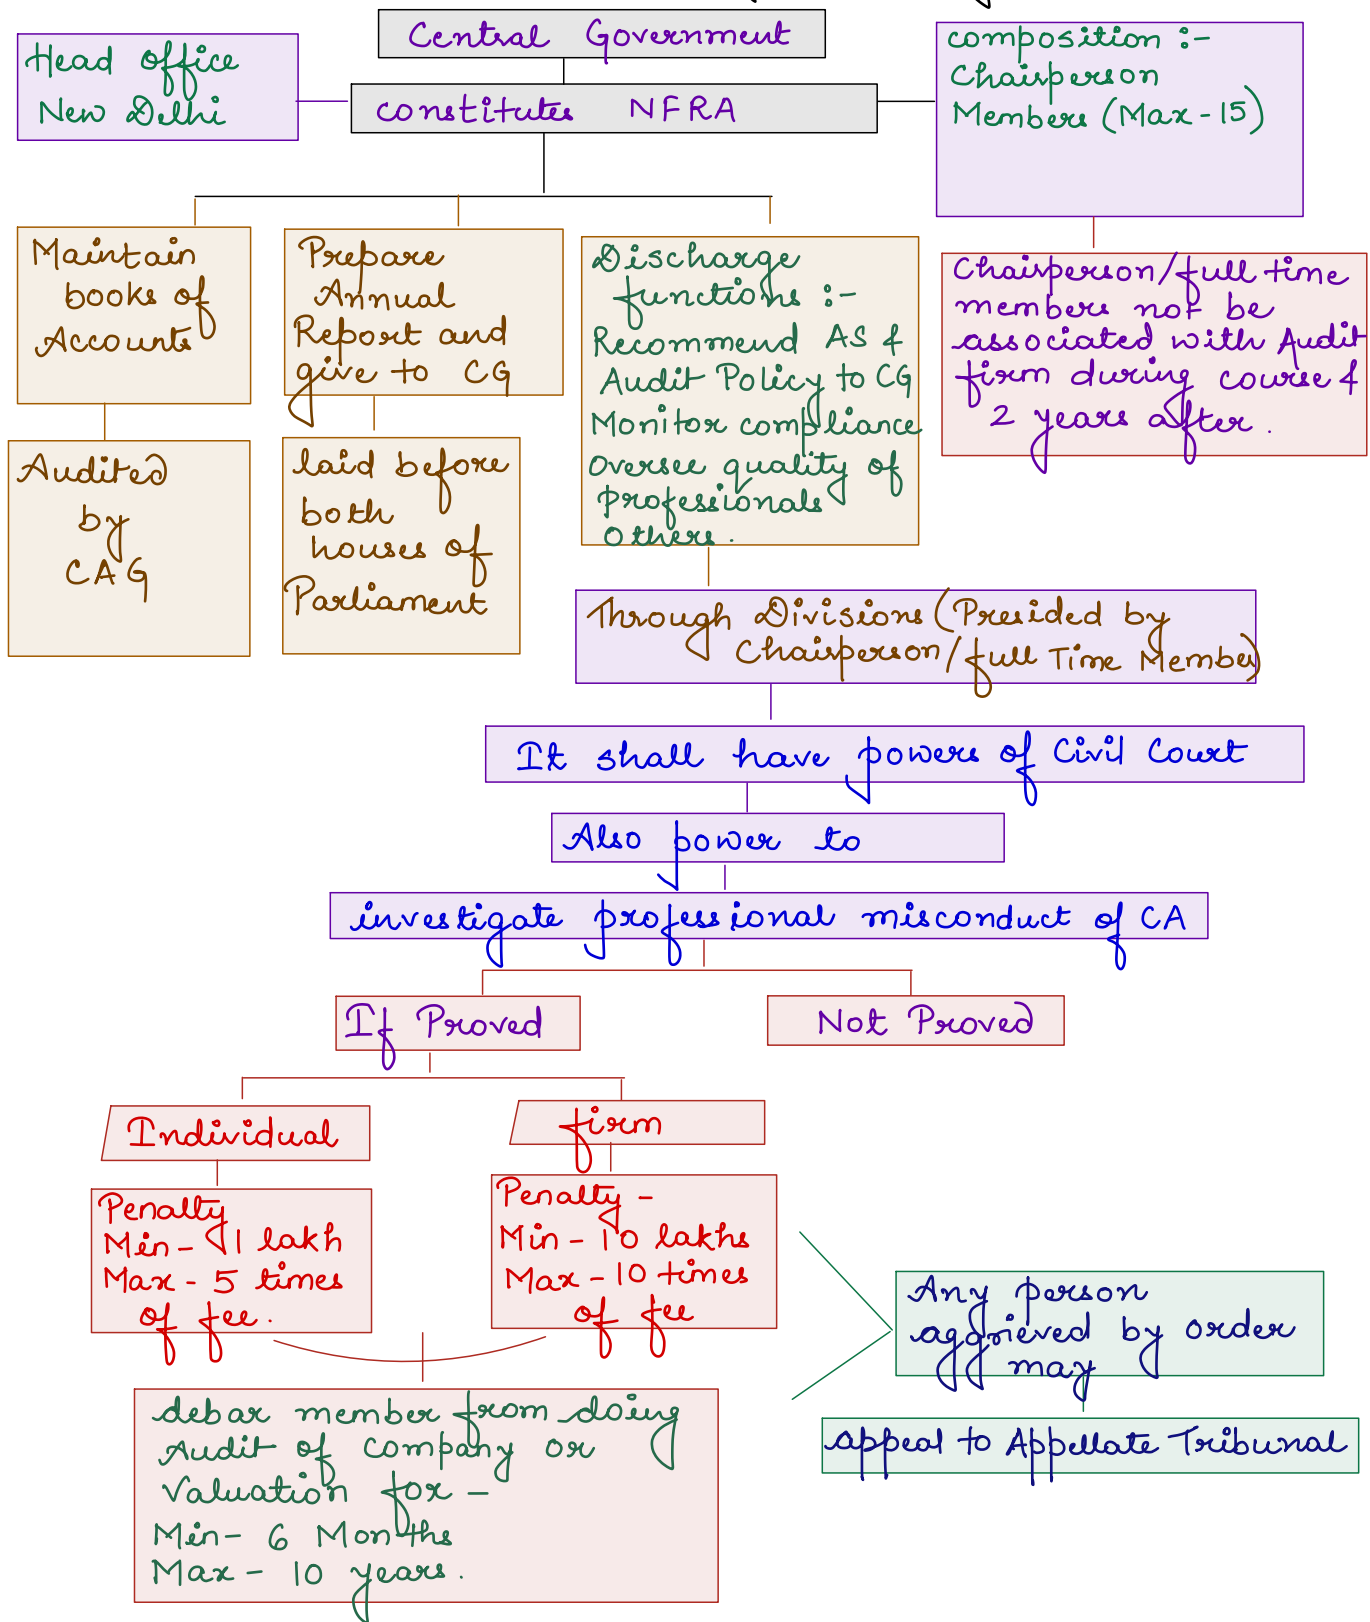 Central Government
Head office
New Delhi
constitutes NFRA
composition :-
Chairperson
Members (Max - 15)
Maintain
books of
Accounts
Prepare
Annual
Report and
give to CG
Discharge
functions :-
Recommend AS &
Audit Policy to CG
Monitor compliance
Oversee quality of
professionals
Others.
Chairperson/full time
members not be
associated with Audit
firm during course &
2 years after.
Audited
by
CAG
laid before
both
houses of
Parliament
Through Divisions (Presided by
Chairperson/full Time Member)
It shall have powers of Civil Court
Also power to
investigate professional misconduct of CA
If Proved
Not Proved
Individual
firm
Penalty
Min - 1 lakh
Max - 5 times
of fee.
Penalty -
Min - 10 lakhs
Max - 10 times
of fee
Any person
aggrieved by order
may
appeal to Appellate Tribunal
debar member from doing
Audit of company or
Valuation for -
Min - 6 Months
Max - 10 years.